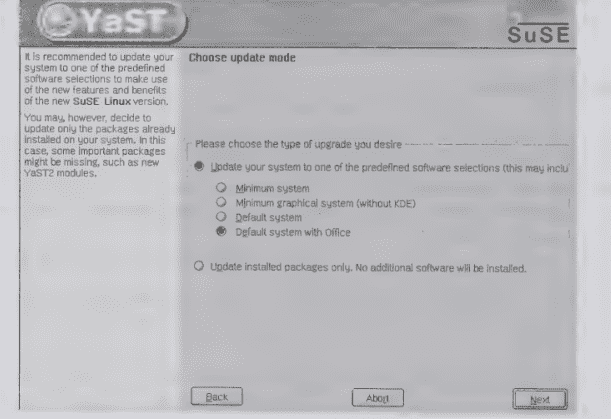 YaST
SuSE
It is recommended to update your
system to one of the predefined
software selections to make use
of the new features and benefits
of the new SuSE Linux version.
You may, however, decide to
update only the packages already
installed on your system. In this
case, some important packages
might be missing, such as new
YaST2 modules.
Choose update mode
Please choose the type of upgrade you desire
Update your system to one of the predefined software selections (this may inclu
Minimum system
Minimum graphical system (without KDE)
Default system
Default system with Office
Update installed packages only. No additional software will be installed.
Back
Abort
Next